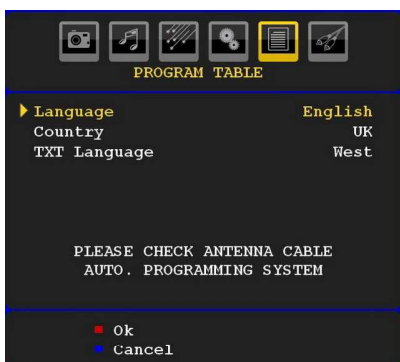 PROGRAM TABLE
Language English
Country UK
TXT Language West
PLEASE CHECK ANTENNA CABLE
AUTO. PROGRAMMING SYSTEM
Ok
Cancel